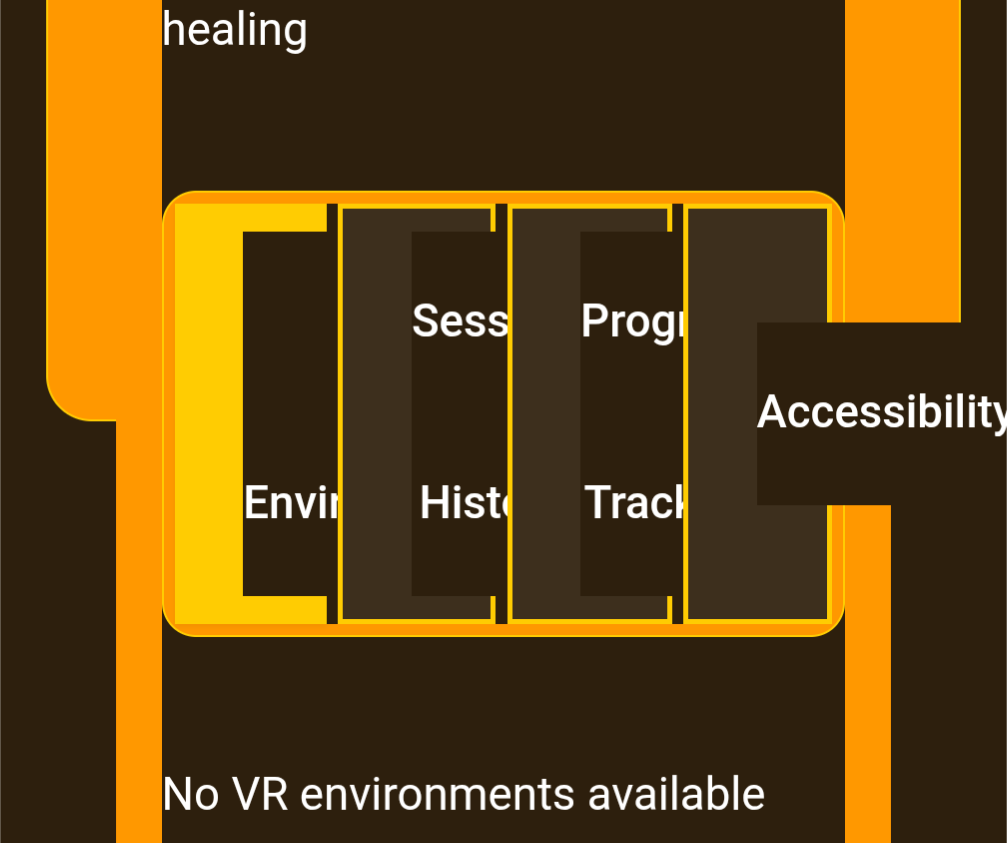 healing
Sess
Progr
Accessibility
Envir
Histo
Track
No VR environments available